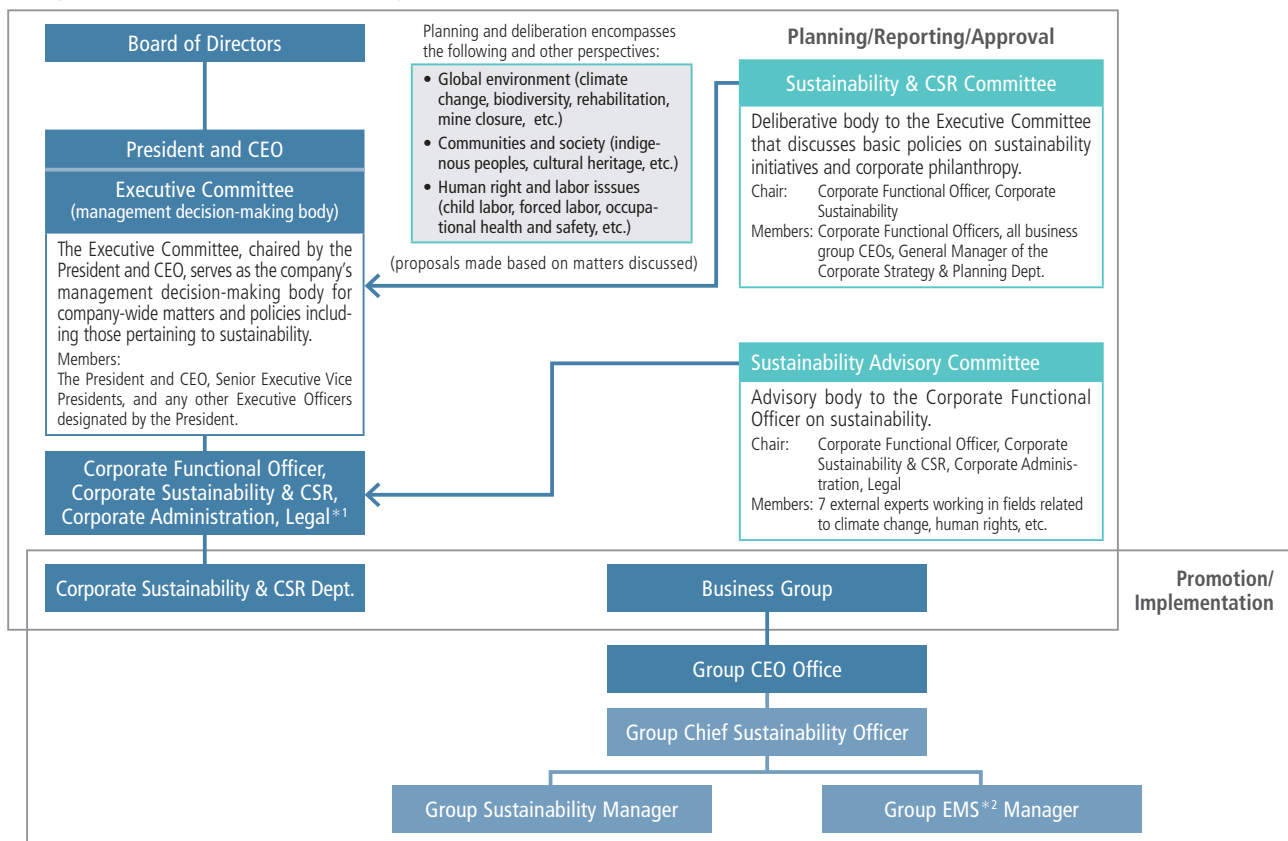 Board of Directors
President and CEO
Executive Committee
(management decision-making body)
The Executive Committee, chaired by the
President and CEO, serves as the company’s
management decision-making body for
company-wide matters and policies includ-
ing those pertaining to sustainability.
Members:
The President and CEO, Senior Executive Vice
Presidents, and any other Executive Officers
designated by the President.
Corporate Functional Officer,
Corporate Sustainability & CSR,
Corporate Administration, Legal*1
Corporate Sustainability & CSR Dept.
Planning and deliberation encompasses
the following and other perspectives:
• Global environment (climate
change, biodiversity, rehabilitation,
mine closure, etc.)
• Communities and society (indige-
nous peoples, cultural heritage, etc.)
• Human right and labor isssues
(child labor, forced labor, occupa-
tional health and safety, etc.)
(proposals made based on matters discussed)
Planning/Reporting/Approval
Sustainability & CSR Committee
Deliberative body to the Executive Committee
that discusses basic policies on sustainability
initiatives and corporate philanthropy.
Chair: Corporate Functional Officer, Corporate
Sustainability
Members: Corporate Functional Officers, all business
group CEOs, General Manager of the
Corporate Strategy & Planning Dept.
Sustainability Advisory Committee
Advisory body to the Corporate Functional
Officer on sustainability.
Chair: Corporate Functional Officer, Corporate
Sustainability & CSR, Corporate Adminis-
tration, Legal
Members: 7 external experts working in fields related
to climate change, human rights, etc.
Promotion/
Implementation
Business Group
Group CEO Office
Group Chief Sustainability Officer
Group Sustainability Manager
Group EMS*2 Manager